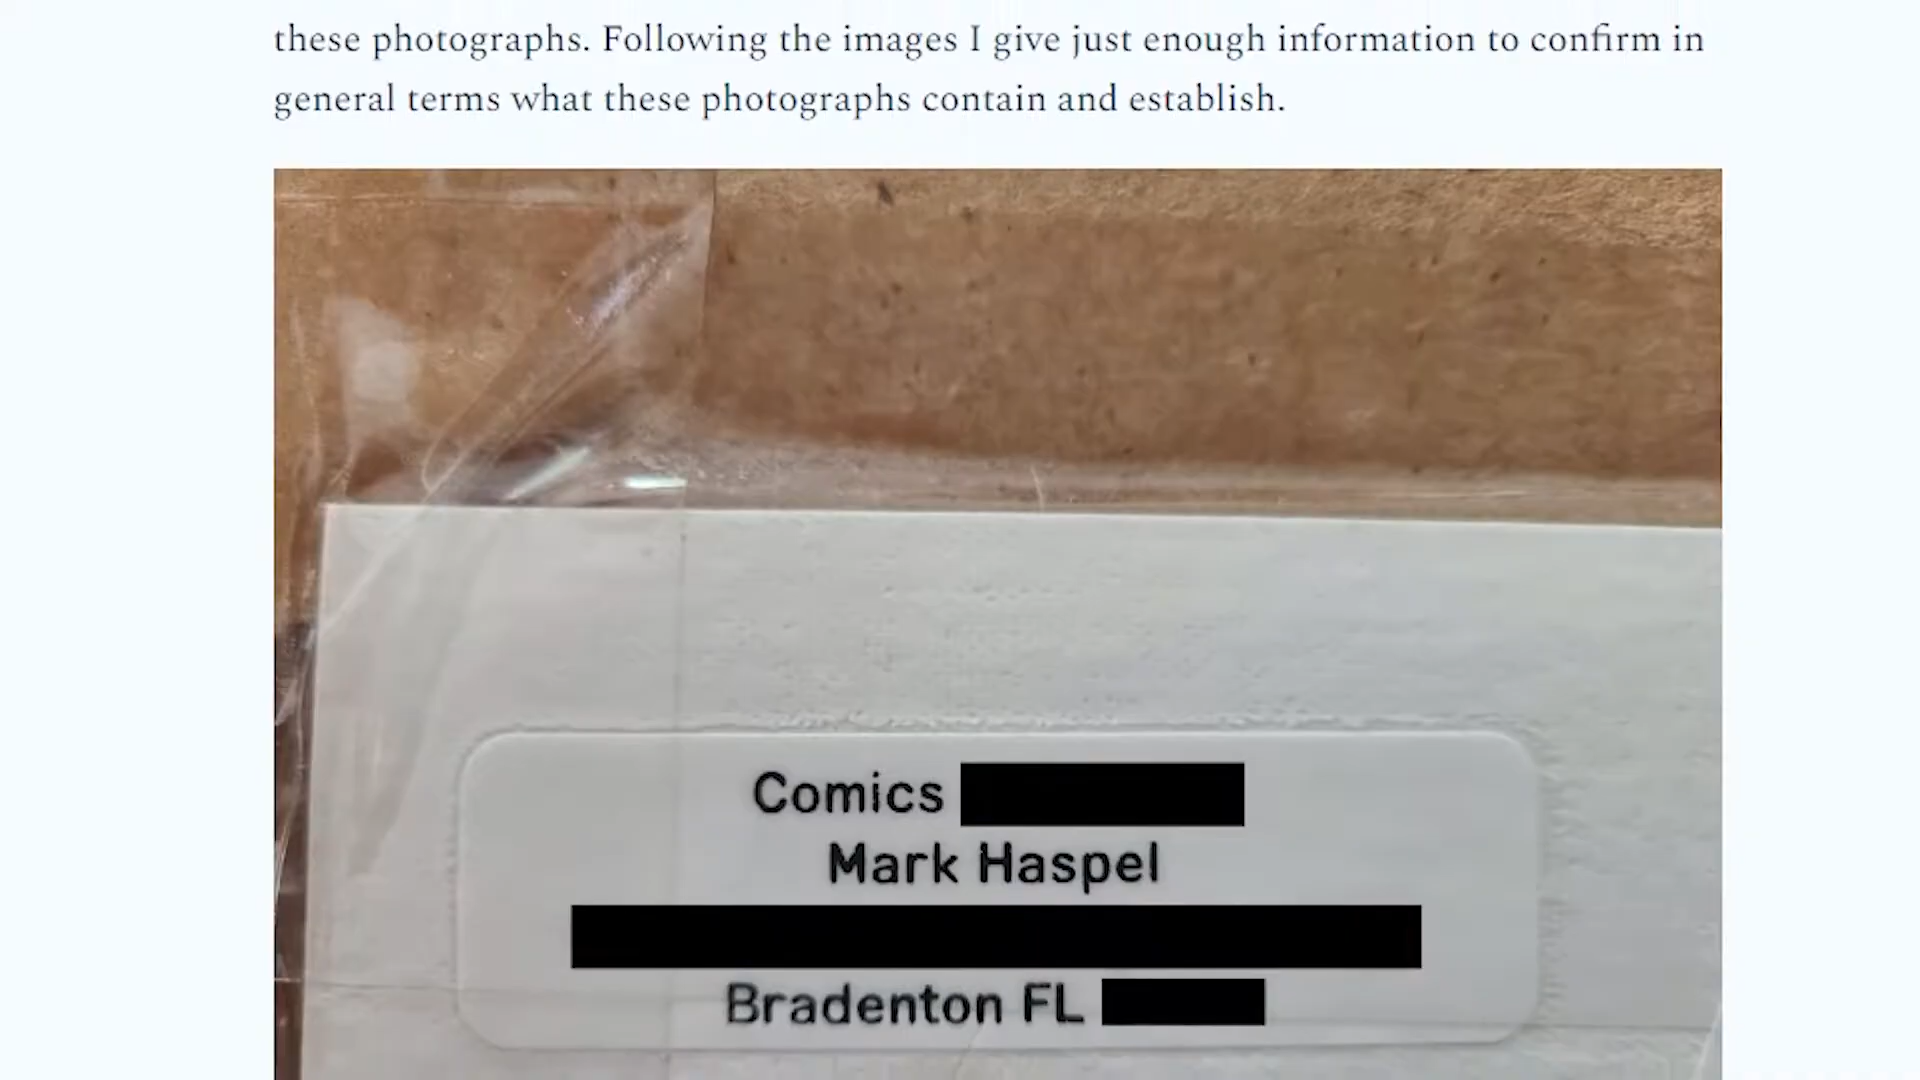 these photographs. Following the images I give just enough information to confirm in
general terms what these photographs contain and establish.
Comics
Mark Haspel
Bradenton FL